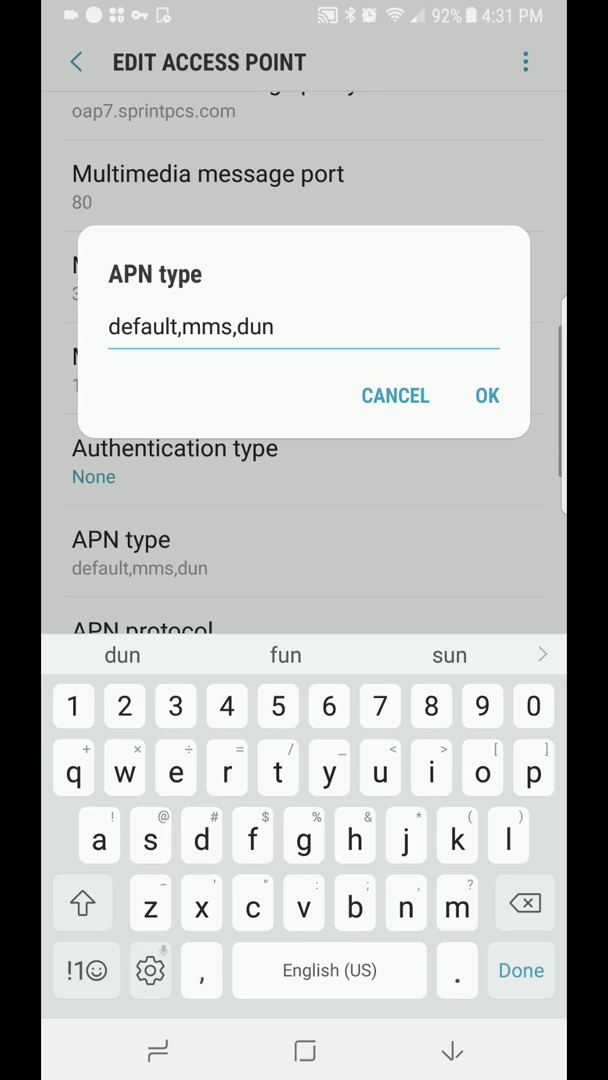 92% 4:31 PM
EDIT ACCESS POINT
oap7.sprintpcs.com
Multimedia message port
80
APN type
default,mms,dun
CANCEL OK
Authentication type
None
APN type
default,mms,dun
APN protocol
dun fun sun
1 2 3 4 5 6 7 8 9 0
+ × ÷ = / _ < > [ ]
q w e r t y u i o p
! @ # $ % & * ( )
a s d f g h j k l
- ' " : ; , ?
z x c v b n m
!1☺ , English (US) . Done